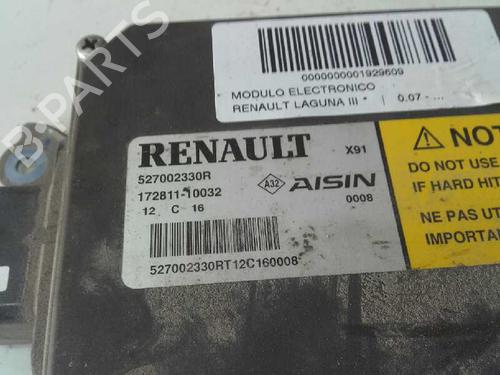 B-PARTS
0000000001929609
MODULO ELECTRONICO
RENAULT LAGUNA III * | 0.07 - ...
RENAULT X91
527002330R
172811-10032
12 C 16
A32 AISIN
0008
527002330RT12C160008
NO
DO NOT USE
IF HARD HIT
NE PAS UT
IMPORTAN